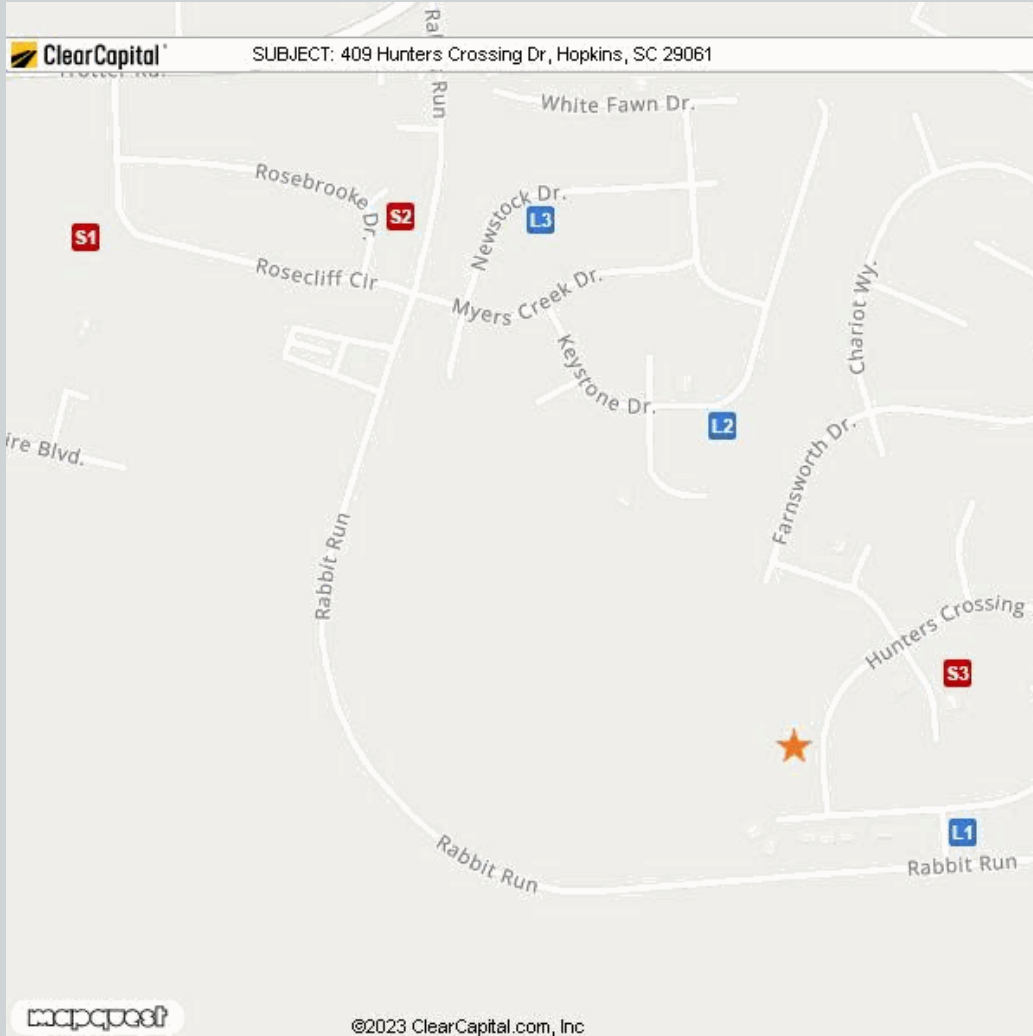 ClearCapital
SUBJECT: 409 Hunters Crossing Dr, Hopkins, SC 29061
Run
White Fawn Dr.
Rosebrooke Dr.
S1
S2
Newstock Dr.
L3
Rosecliff Cir
Myers Creek Dr.
Chariot Wy.
Keystone Dr.
L2
ire Blvd.
Farnsworth Dr.
Rabbit Run
Hunters Crossing
S3
L1
Rabbit Run
Rabbit Run
mapquest
©2023 ClearCapital.com, Inc